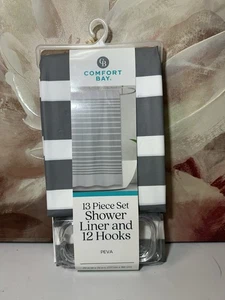 CB
COMFORT
BAY.
13 Piece Set
Shower
Liner and
12 Hooks
PEVA